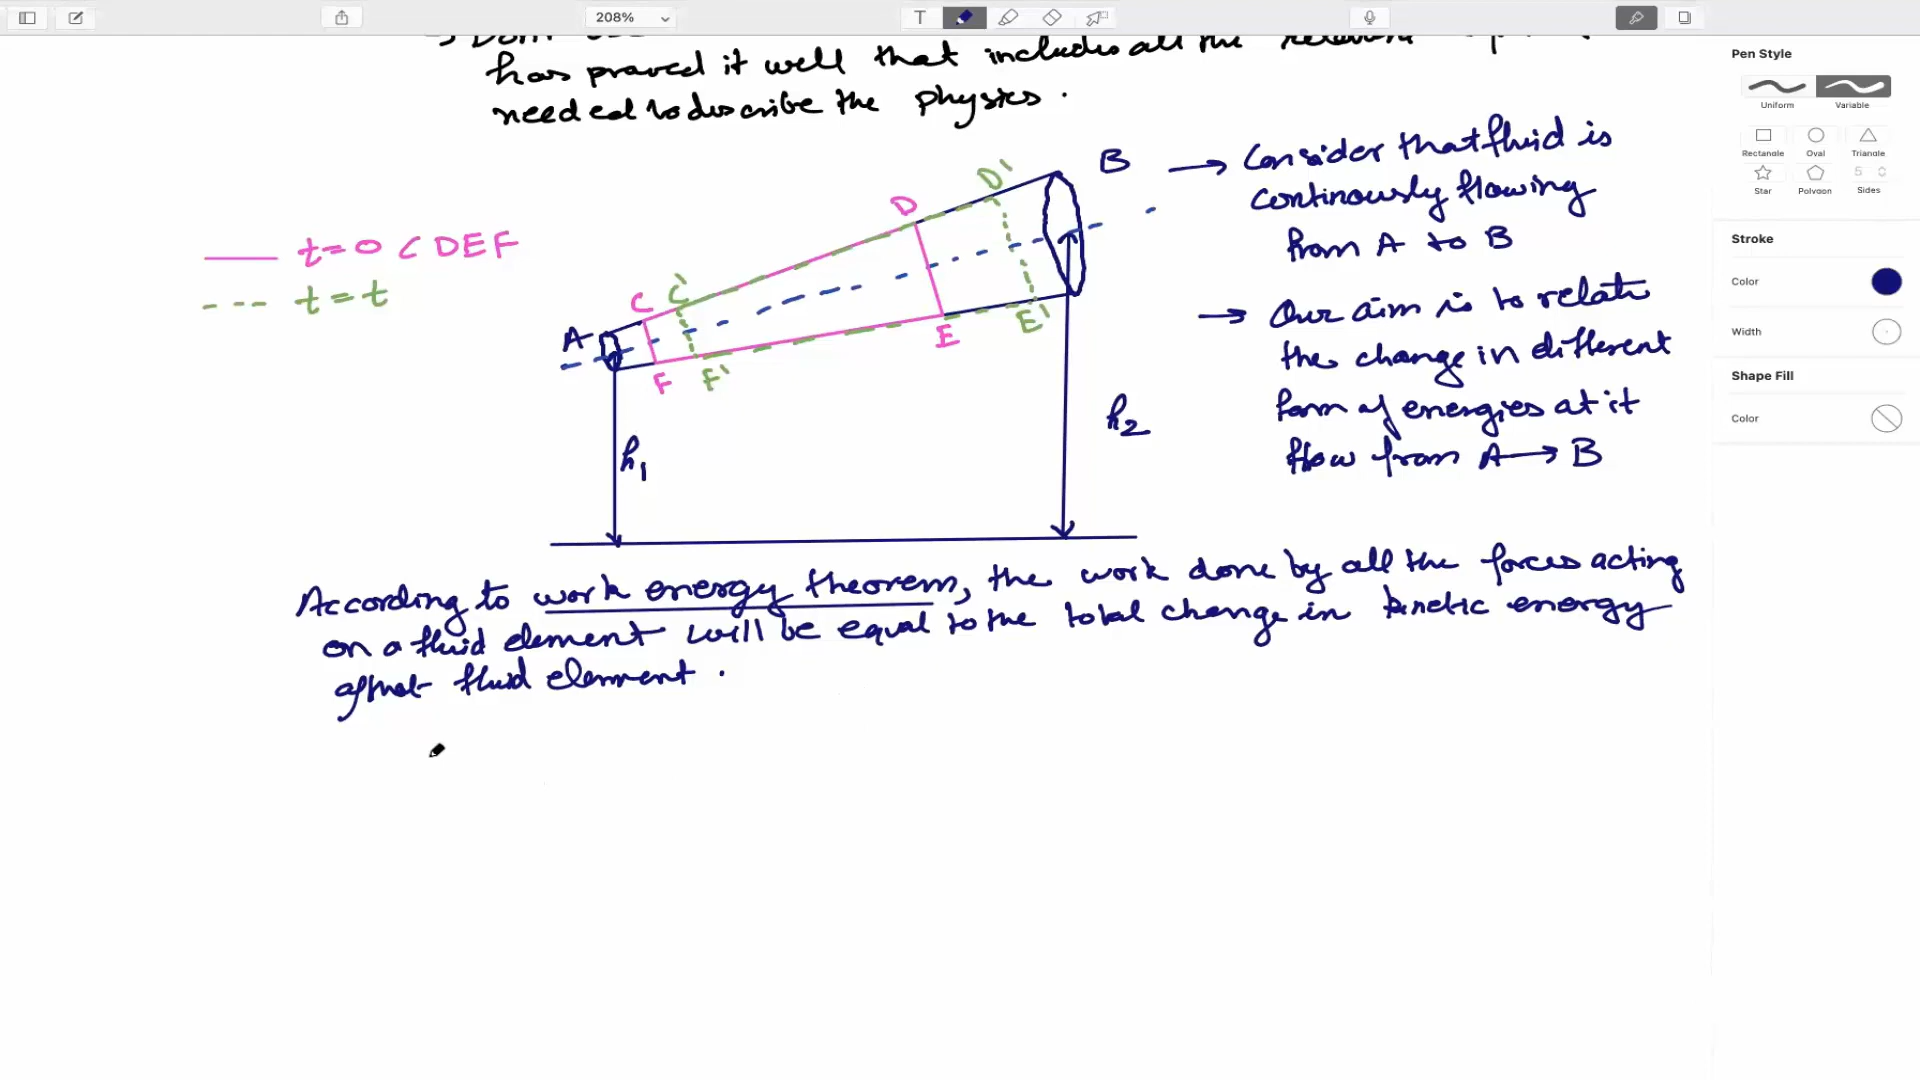 208%
T
has proved it well that includes all the relevant
needed to describe the physics.
B
→ Consider that fluid is
continously flowing
from A to B
→ Our aim is to relate
the change in different
form of energies at it
flow from A → B
t=0 CDEF
t=t
A
C
C'
D
D'
E
E'
F
F'
h1
h2
According to work energy theorem, the work done by all the forces acting
on a fluid element will be equal to the total change in kinetic energy
of that fluid element.
Pen Style
Uniform
Variable
Rectangle
Oval
Triangle
Star
Polygon
5
Sides
Stroke
Color
Width
Shape Fill
Color